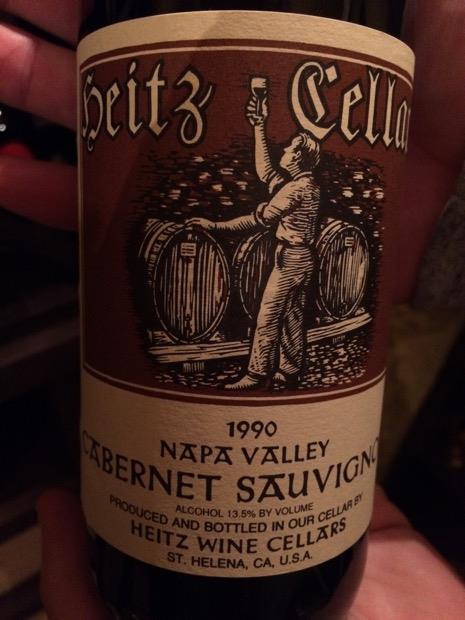 Heitz Cellar
1990
NAPA VALLEY
CABERNET SAUVIGNO
ALCOHOL 13.5% BY VOLUME
PRODUCED AND BOTTLED IN OUR CELLAR BY
HEITZ WINE CELLARS
ST. HELENA, CA, U.S.A.